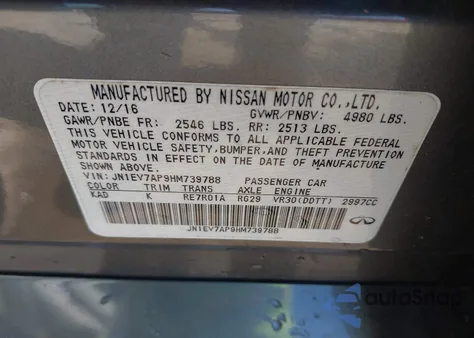 MANUFACTURED BY NISSAN MOTOR CO.,LTD.
DATE: 12/16 GVWR/PNBV: 4980 LBS.
GAWR/PNBE FR: 2546 LBS. RR: 2513 LBS.
THIS VEHICLE CONFORMS TO ALL APPLICABLE FEDERAL
MOTOR VEHICLE SAFETY,BUMPER, AND THEFT PREVENTION
STANDARDS IN EFFECT ON THE DATE OF MANUFACTURE
SHOWN ABOVE.
VIN: JN1EV7AP9HM739788 PASSENGER CAR
COLOR TRIM TRANS AXLE ENGINE
KAD K RE7R01A RG29 VR30(DDTT) 2997CC
JN1EV7AP9HM739788
autoSnap